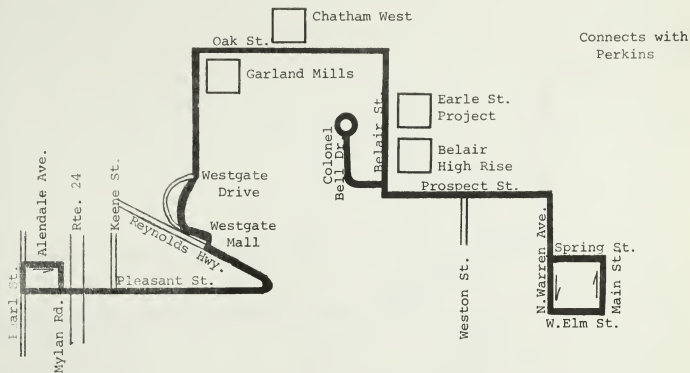 Chatham West
Oak St.
Connects with
Perkins
Garland Mills
Earle St.
Project
Belair St.
Colonel
Bell Dr.
Belair
High Rise
Westgate
Drive
Prospect St.
Alendale Ave.
Rte. 24
Keene St.
Reynolds Hwy.
Westgate
Mall
Pleasant St.
N.Warren Ave.
Spring St.
Main St.
Weston St.
W.Elm St.
St.
Mylan Rd.